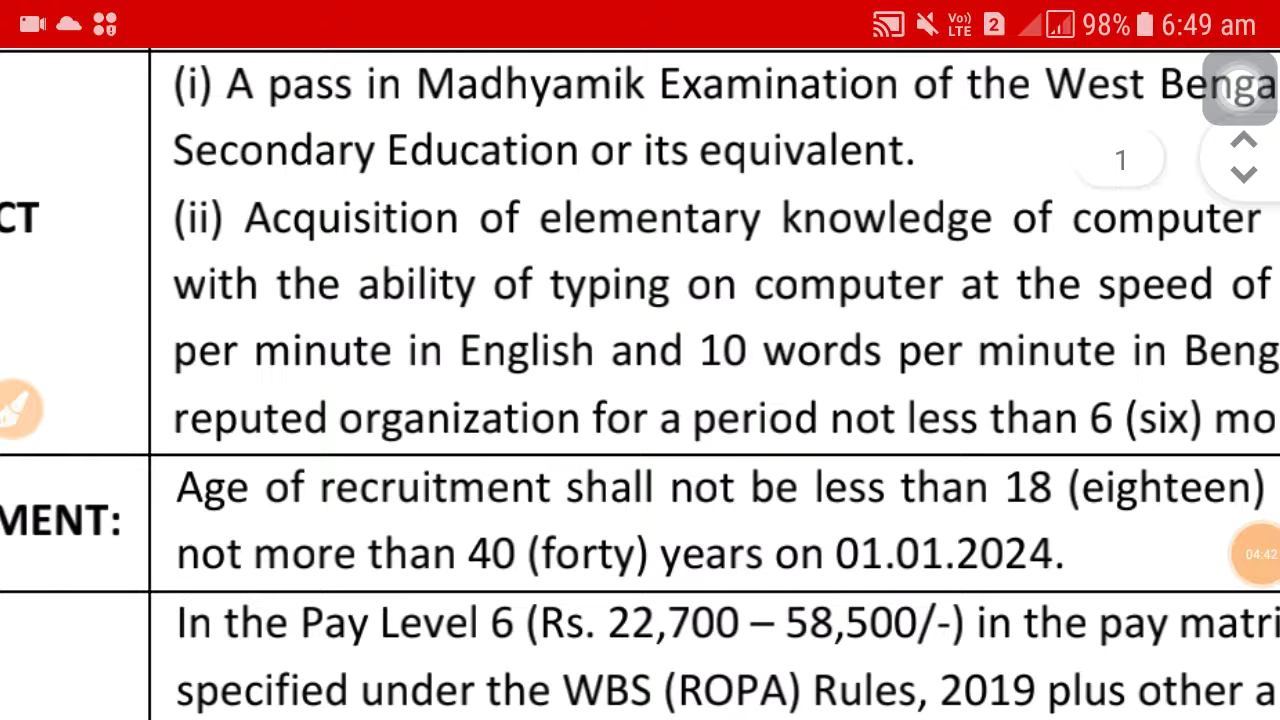 Vo) LTE 2 98% 6:49 am
(i) A pass in Madhyamik Examination of the West Benga
Secondary Education or its equivalent.
1
CT
(ii) Acquisition of elementary knowledge of computer
with the ability of typing on computer at the speed of
per minute in English and 10 words per minute in Beng
reputed organization for a period not less than 6 (six) mo
MENT:
Age of recruitment shall not be less than 18 (eighteen)
not more than 40 (forty) years on 01.01.2024.
04:42
In the Pay Level 6 (Rs. 22,700 – 58,500/-) in the pay matri
specified under the WBS (ROPA) Rules, 2019 plus other a